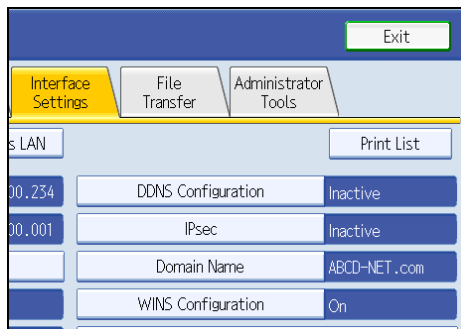 Exit
Interface Settings
File Transfer
Administrator Tools
s LAN
Print List
00.234
DDNS Configuration
Inactive
00.001
IPsec
Inactive
Domain Name
ABCD-NET.com
WINS Configuration
On